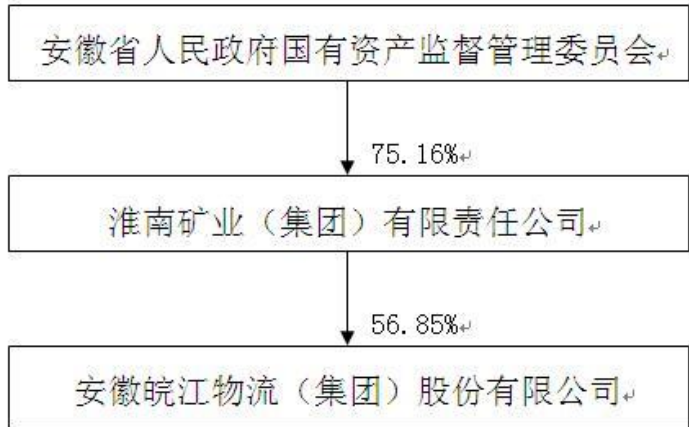 安徽省人民政府国有资产监督管理委员会
75.16%
淮南矿业（集团）有限责任公司
56.85%
安徽皖江物流（集团）股份有限公司